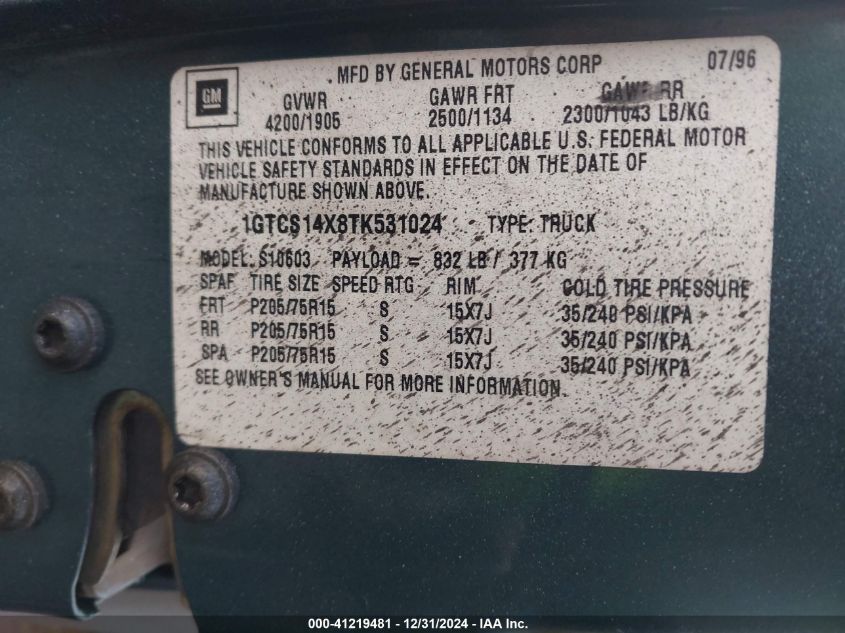 MFD BY GENERAL MOTORS CORP 07/96
GM
GVWR GAWR FRT GAWR RR
4200/1905 2500/1134 2300/1043 LB/KG
THIS VEHICLE CONFORMS TO ALL APPLICABLE U.S. FEDERAL MOTOR
VEHICLE SAFETY STANDARDS IN EFFECT ON THE DATE OF
MANUFACTURE SHOWN ABOVE.
1GTCS14X8TK531024 TYPE: TRUCK
MODEL: S10603 PAYLOAD = 832 LB / 377 KG
SPAF TIRE SIZE SPEED RTG RIM COLD TIRE PRESSURE
FRT P205/75R15 S 15X7J 35/240 PSI/KPA
RR P205/75R15 S 15X7J 35/240 PSI/KPA
SPA P205/75R15 S 15X7J 35/240 PSI/KPA
SEE OWNER'S MANUAL FOR MORE INFORMATION.
000-41219481 - 12/31/2024 - IAA Inc.